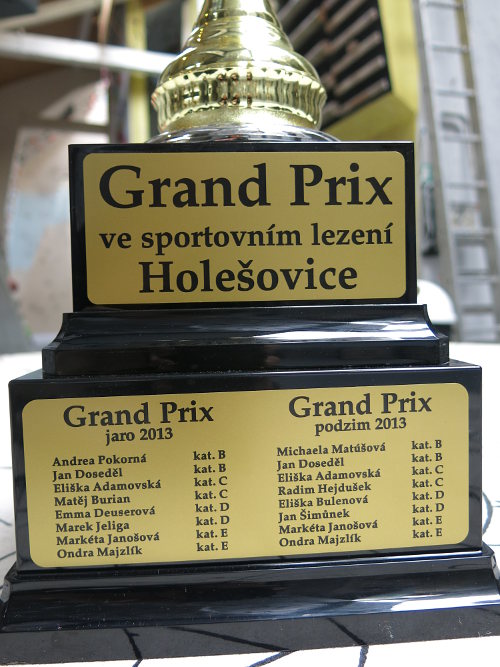 Grand Prix
ve sportovním lezení
Holešovice
Grand Prix
jaro 2013
Andrea Pokorná kat. B
Jan Doseděl kat. B
Eliška Adamovská kat. C
Matěj Burian kat. C
Emma Deuserová kat. D
Marek Jeliga kat. D
Markéta Janošová kat. E
Ondra Majzlík kat. E
Grand Prix
podzim 2013
Michaela Matúšová kat. B
Jan Doseděl kat. B
Eliška Adamovská kat. C
Radim Hejdušek kat. C
Eliška Bulenová kat. D
Jan Šimůnek kat. D
Markéta Janošová kat. E
Ondra Majzlík kat. E